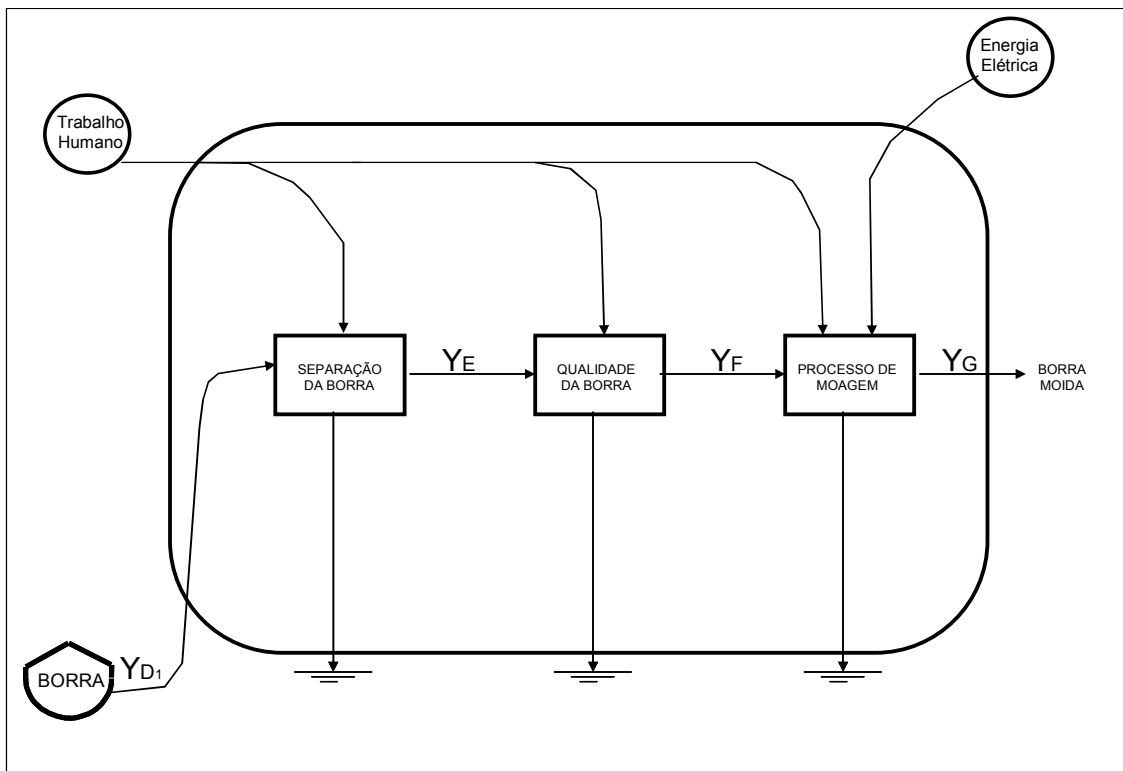 Energia
Elétrica
Trabalho
Humano
SEPARAÇÃO
DA BORRA
YE
QUALIDADE
DA BORRA
YF
PROCESSO DE
MOAGEM
YG
BORRA
MOIDA
BORRA
YD1